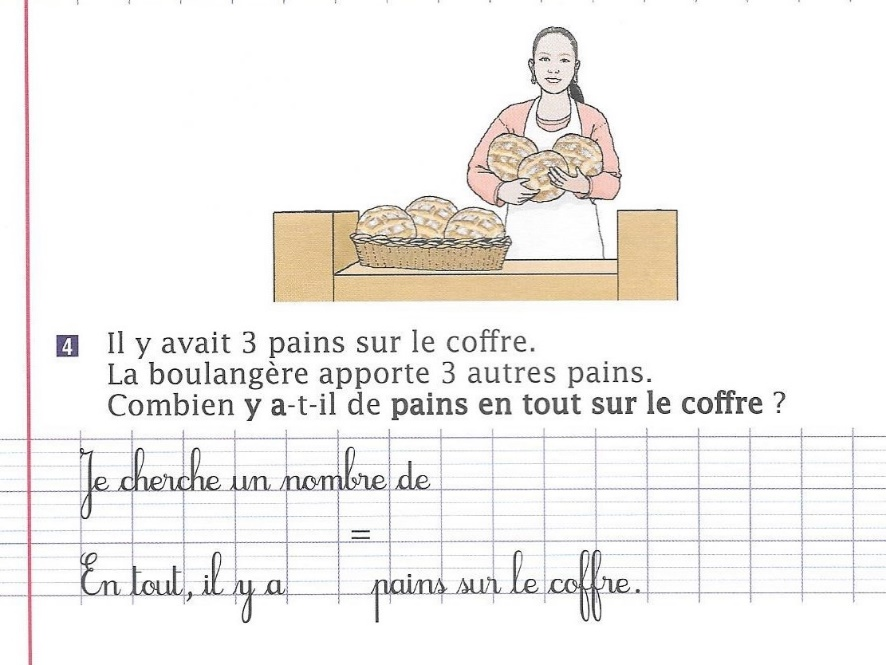 4 Il y avait 3 pains sur le coffre.
La boulangère apporte 3 autres pains.
Combien y a-t-il de pains en tout sur le coffre ?
Je cherche un nombre de
=
En tout, il y a pains sur le coffre.